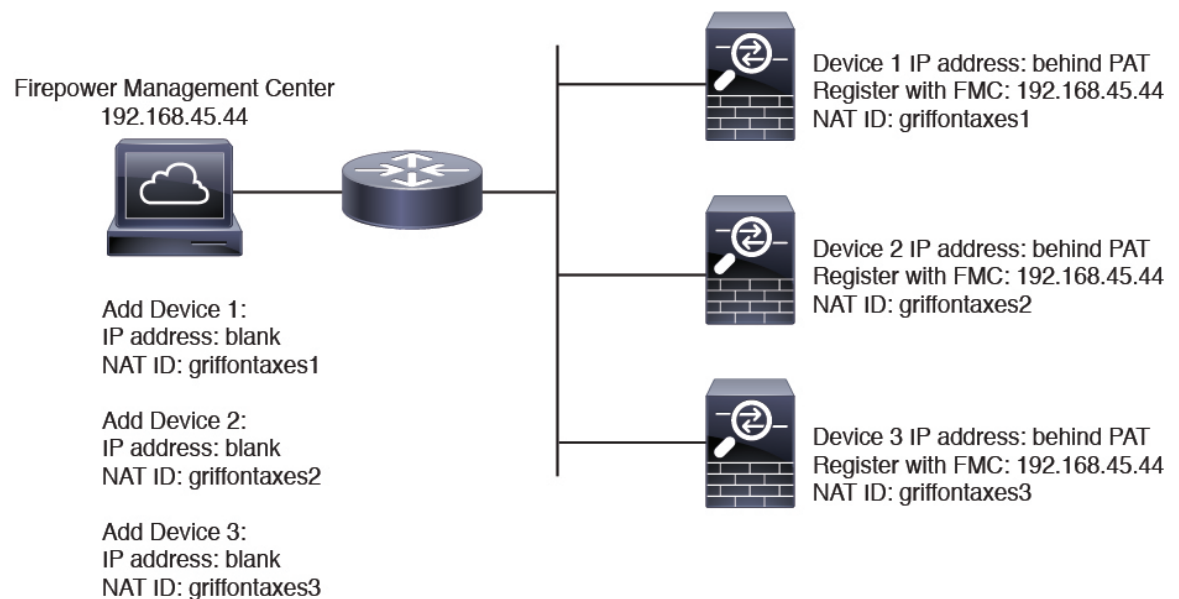 Firepower Management Center
192.168.45.44
Add Device 1:
IP address: blank
NAT ID: griffontaxes1
Add Device 2:
IP address: blank
NAT ID: griffontaxes2
Add Device 3:
IP address: blank
NAT ID: griffontaxes3
Device 1 IP address: behind PAT
Register with FMC: 192.168.45.44
NAT ID: griffontaxes1
Device 2 IP address: behind PAT
Register with FMC: 192.168.45.44
NAT ID: griffontaxes2
Device 3 IP address: behind PAT
Register with FMC: 192.168.45.44
NAT ID: griffontaxes3